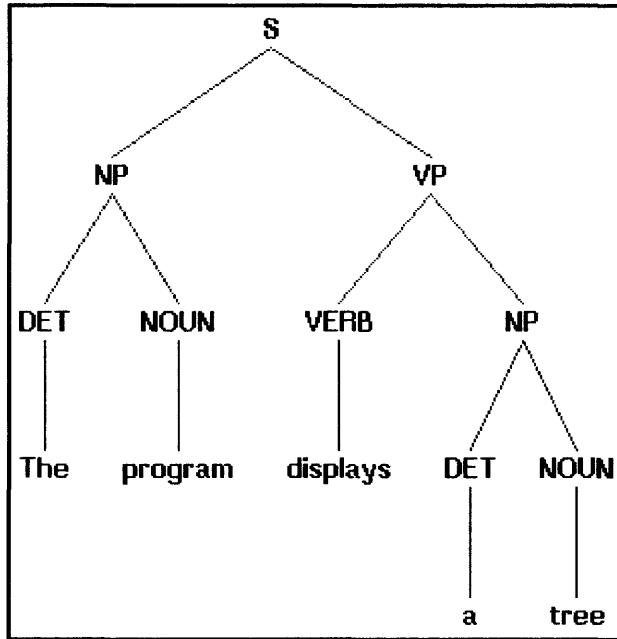 S
NP VP
DET NOUN VERB NP
The program displays DET NOUN
a tree